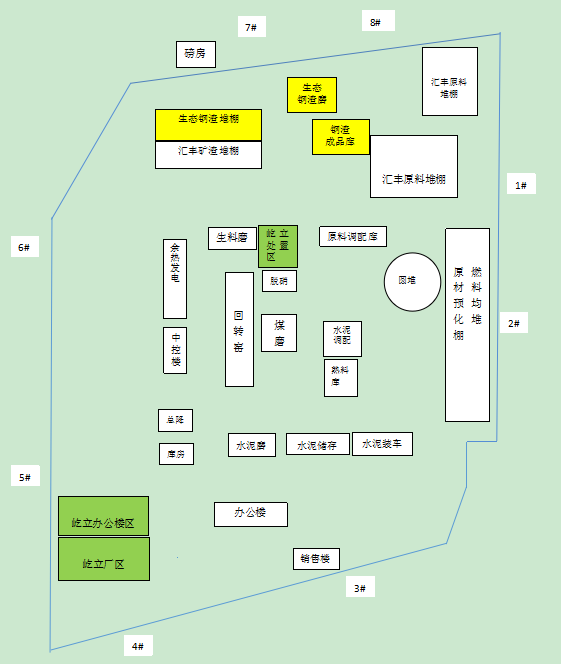 8#
7#
磅房
汇丰原料
堆棚
生态
钢渣磨
生态钢渣堆棚
钢渣
成品库
汇丰矿渣堆棚
汇丰原料堆棚
1#
6#
余
热
发
电
生料磨
屹 立
处 置
区
原料调配库
脱硝
圆堆
原 燃
材 料
预 均
化 堆
棚
回
转
窑
煤
磨
水泥
调配
2#
中
控
楼
熟料
库
总降
库房
水泥磨
水泥储存
水泥装车
5#
屹立办公楼区
办公楼
屹立厂区
销售楼
3#
4#